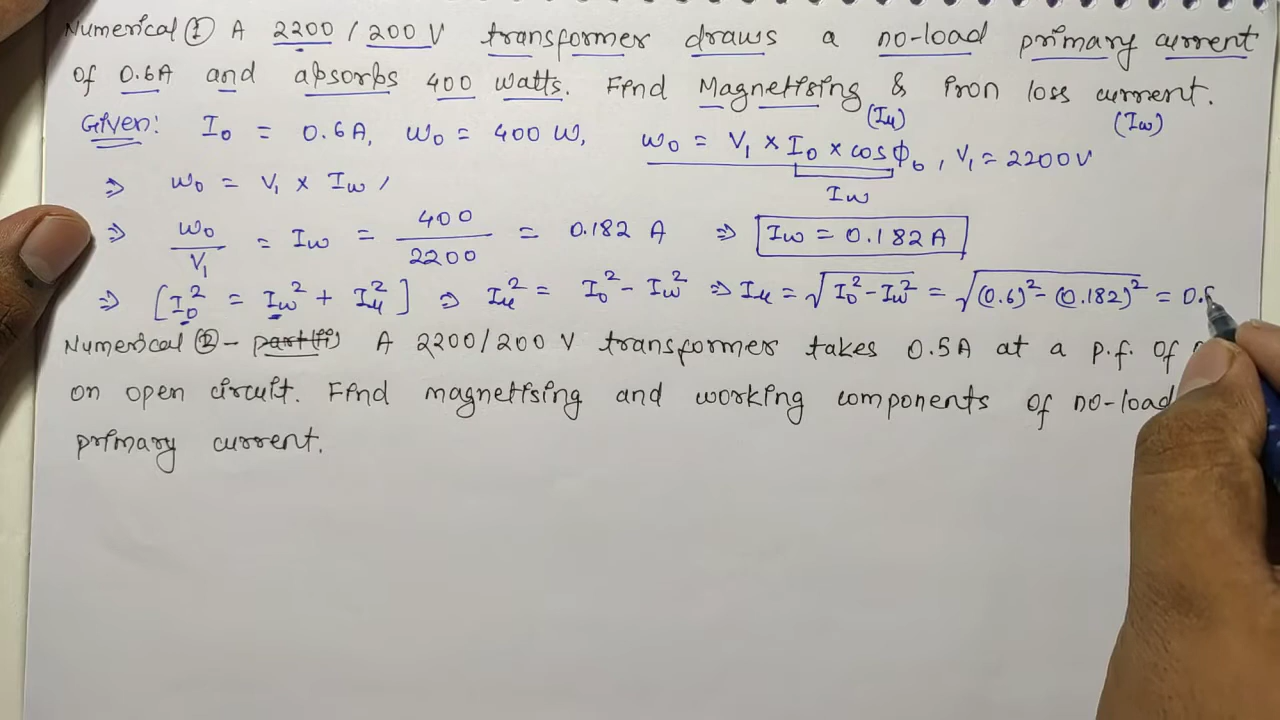 Numerical ① A 2200 / 200 V transformer draws a no-load primary current
of 0.6A and absorbs 400 watts. Find Magnetising & iron loss current.
(Iμ) (Iw)
Given: I₀ = 0.6A, W₀ = 400 W, W₀ = V₁ × I₀ × cosϕ₀, V₁ = 2200V
Iw
⇒ W₀ = V₁ × Iw,
⇒ W₀/V₁ = Iw = 400/2200 = 0.182 A ⇒ Iw = 0.182A
⇒ [I₀² = Iw² + Iμ²] ⇒ Iμ² = I₀² - Iw² ⇒ Iμ = √(I₀² - Iw²) = √((0.6)² - (0.182)²) = 0.
Numerical ② - part(ii) A 2200/200 V transformer takes 0.5A at a p.f. of
on open circuit. Find magnetising and working components of no-load
primary current.